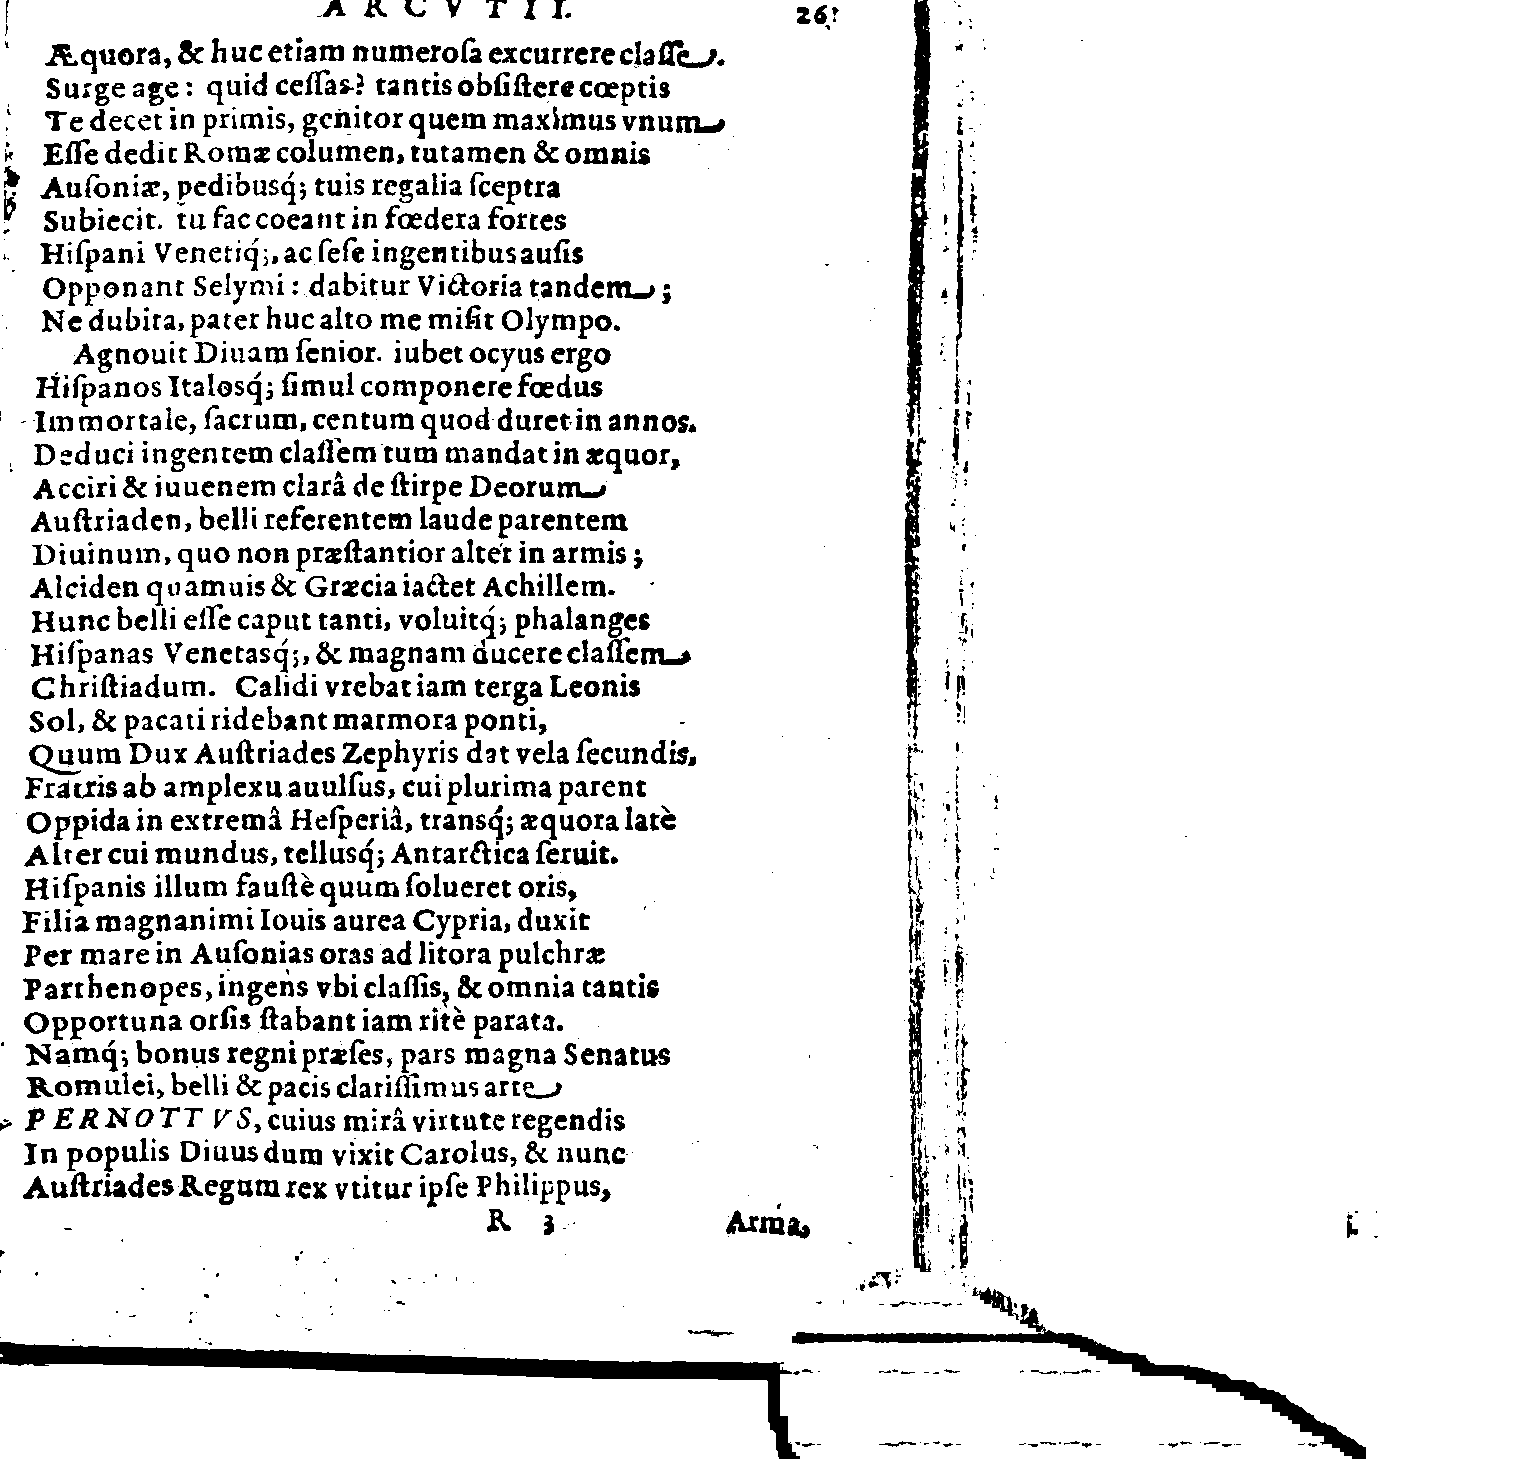 ARCVTII. 26
Æquora, & huc etiam numeroſa excurrere claſſe.
Surge age: quid ceſſas? tantis obſiſtere cœptis
Te decet in primis, genitor quem maximus vnum
Eſſe dedit Romæ columen, tutamen & omnis
Auſoniæ, pedibusq́; tuis regalia ſceptra
Subiecit. tu fac coeant in fœdera fortes
Hiſpani Venetiq́;, ac ſeſe ingentibus auſis
Opponant Selymi: dabitur Victoria tandem;
Ne dubita, pater huc alto me miſit Olympo.
Agnouit Diuam ſenior. iubet ocyus ergo
Hiſpanos Italosq́; ſimul componere fœdus
Immortale, ſacrum, centum quod duret in annos.
Deduci ingentem claſſem tum mandat in æquor,
Acciri & iuuenem clarâ de ſtirpe Deorum
Auſtriaden, belli referentem laude parentem
Diuinum, quo non præſtantior alter in armis;
Alciden quamuis & Græcia iactet Achillem.
Hunc belli eſſe caput tanti, voluitq́; phalanges
Hiſpanas Venetasq́;, & magnam ducere claſſem
Chriſtiadum. Calidi vrebat iam terga Leonis
Sol, & pacati ridebant marmora ponti,
Quum Dux Auſtriades Zephyris dat vela ſecundis,
Fratris ab amplexu auulſus, cui plurima parent
Oppida in extremâ Heſperiâ, transq́; æquora latè
Alter cui mundus, tellusq́; Antarctica ſeruit.
Hiſpanis illum fauſtè quum ſolueret oris,
Filia magnanimi Iouis aurea Cypria, duxit
Per mare in Auſonias oras ad litora pulchræ
Parthenopes, ingens vbi claſſis, & omnia tantis
Opportuna orſis ſtabant iam ritè parata.
Namq́; bonus regni præſes, pars magna Senatus
Romulei, belli & pacis clariſſimus arte
PERNOTTVS, cuius mirâ virtute regendis
In populis Diuus dum vixit Carolus, & nunc
Auſtriades Regum rex vtitur ipſe Philippus,
R 3 Arma,